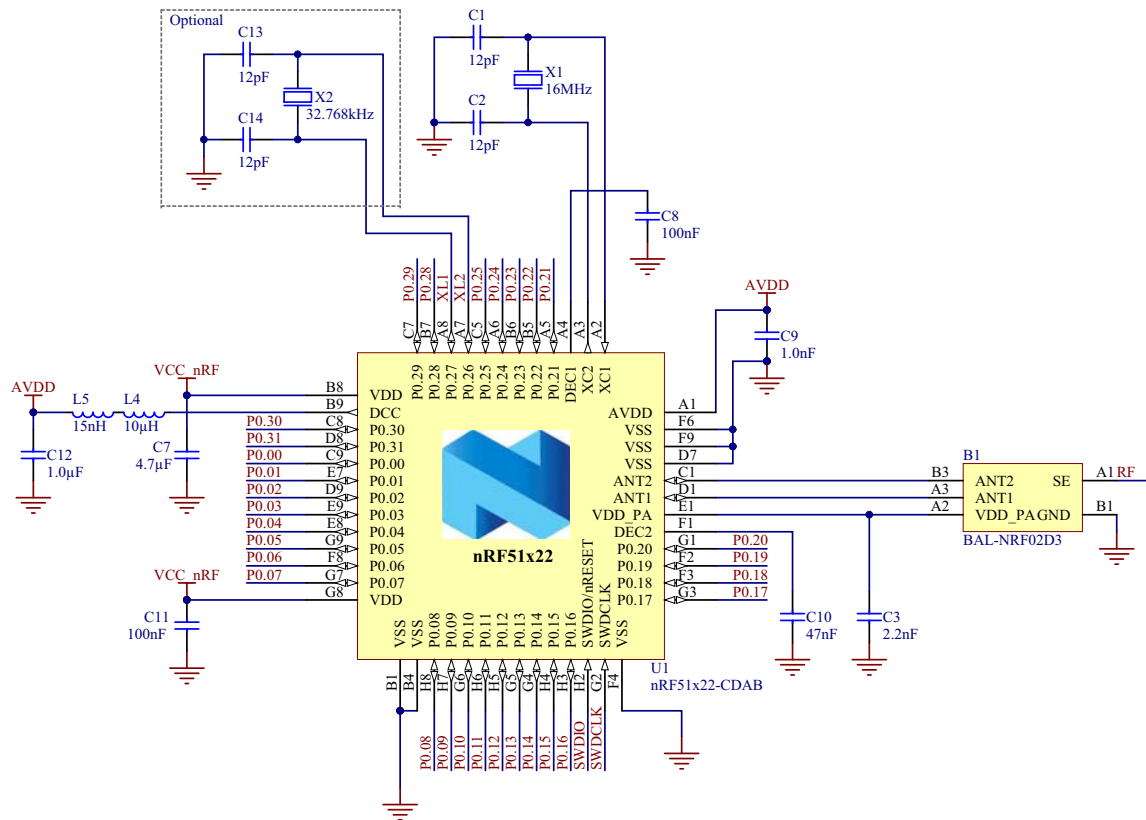 Optional
C13
12pF
X2
32.768kHz
C14
12pF
C1
12pF
X1
16MHz
C2
12pF
C8
100nF
P0.29
P0.28
XL1
XL2
P0.25
P0.24
P0.23
P0.22
P0.21
C7
B7
A8
A7
C5
A6
B6
B5
A5
A4
A3
A2
P0.29
P0.28
P0.27
P0.26
P0.25
P0.24
P0.23
P0.22
P0.21
DEC1
XC2
XC1
AVDD
C9
1.0nF
AVDD
L5
15nH
L4
10µH
VCC_nRF
C12
1.0µF
C7
4.7µF
B8 VDD
B9 DCC
P0.30 C8 P0.30
P0.31 D8 P0.31
P0.00 C9 P0.00
P0.01 E7 P0.01
P0.02 D9 P0.02
P0.03 E9 P0.03
P0.04 E8 P0.04
P0.05 G9 P0.05
P0.06 F8 P0.06
P0.07 G7 P0.07
G8 VDD
VCC_nRF
C11
100nF
nRF51x22
AVDD A1
VSS F6
VSS F9
VSS D7
ANT2 C1
ANT1 D1
VDD_PA E1
DEC2 F1
P0.20 G1 P0.20
P0.19 F2 P0.19
P0.18 F3 P0.18
P0.17 G3 P0.17
B1
B3 ANT2 SE A1 RF
A3 ANT1
A2 VDD_PA GND B1
BAL-NRF02D3
C10
47nF
C3
2.2nF
VSS
VSS
P0.08
P0.09
P0.10
P0.11
P0.12
P0.13
P0.14
P0.15
P0.16
SWDIO/nRESET
SWDCLK
VSS
U1
nRF51x22-CDAB
B1
B4
H8
H7
G6
H6
H5
G5
G4
H4
H3
H2
G2
F4
P0.08
P0.09
P0.10
P0.11
P0.12
P0.13
P0.14
P0.15
P0.16
SWDIO
SWDCLK